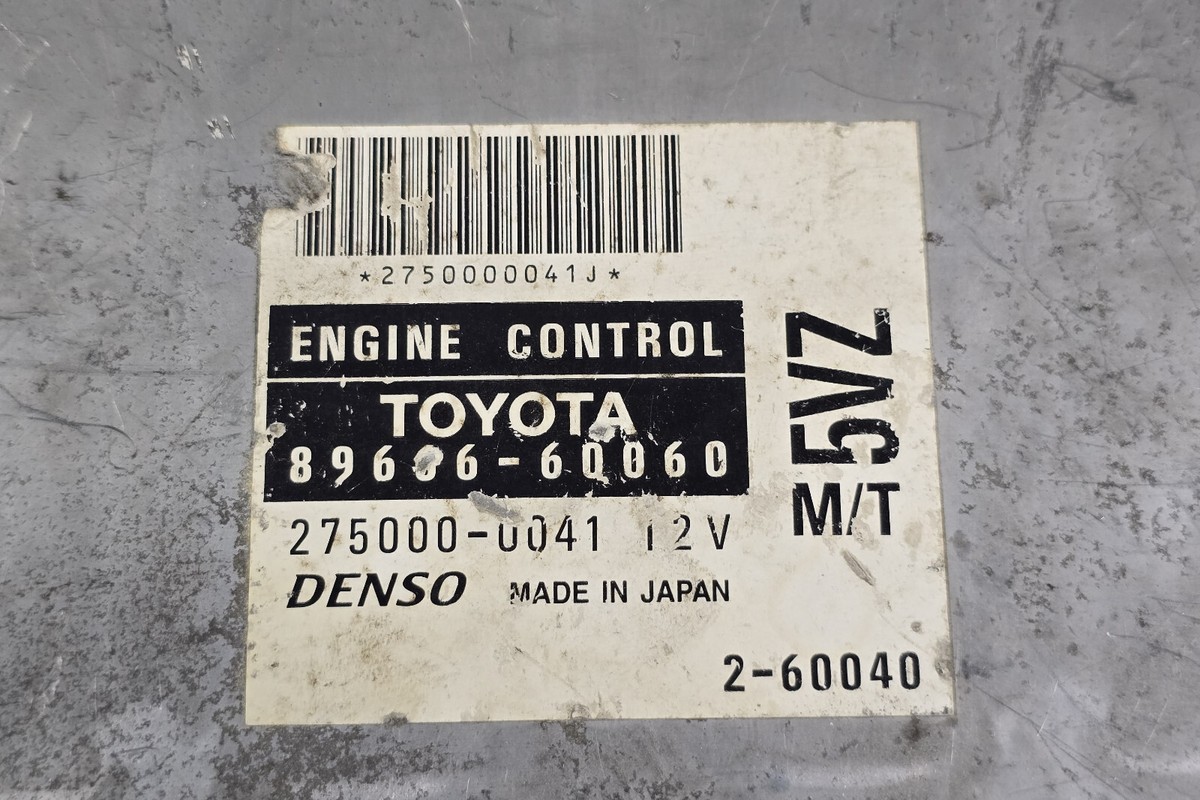 *2750000041J*
ENGINE CONTROL
TOYOTA
89666-60060
275000-0041 12V
DENSO MADE IN JAPAN
5VZ
M/T
2-60040